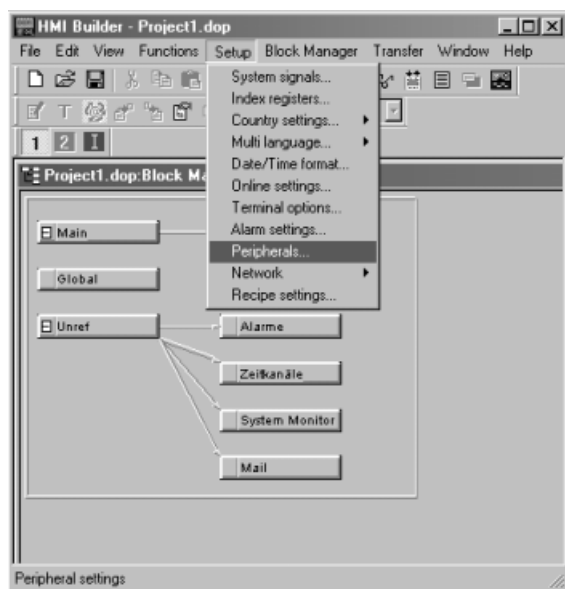 HMI Builder - Project1.dop
File Edit View Functions Setup Block Manager Transfer Window Help
System signals...
Index registers...
Country settings...
Multi language...
Date/Time format...
Online settings...
Terminal options...
Alarm settings...
Peripherals...
Network
Recipe settings...
T
1 2 I
Project1.dop:Block Ma
Main
Global
Unref
Alarme
Zeitkanäle
System Monitor
Mail
Peripheral settings